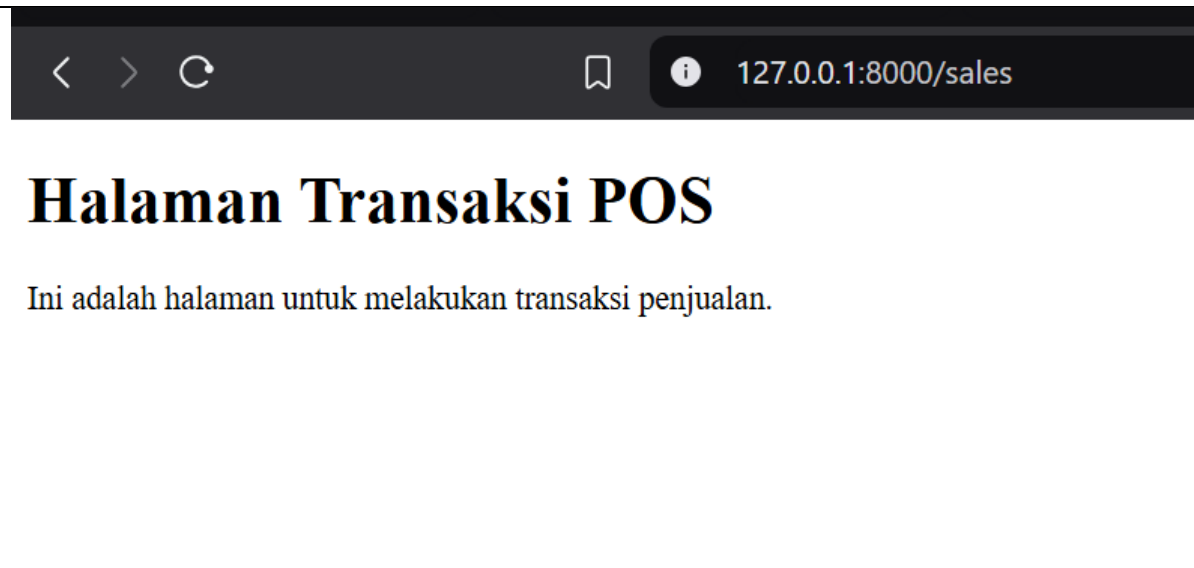 127.0.0.1:8000/sales
Halaman Transaksi POS
Ini adalah halaman untuk melakukan transaksi penjualan.